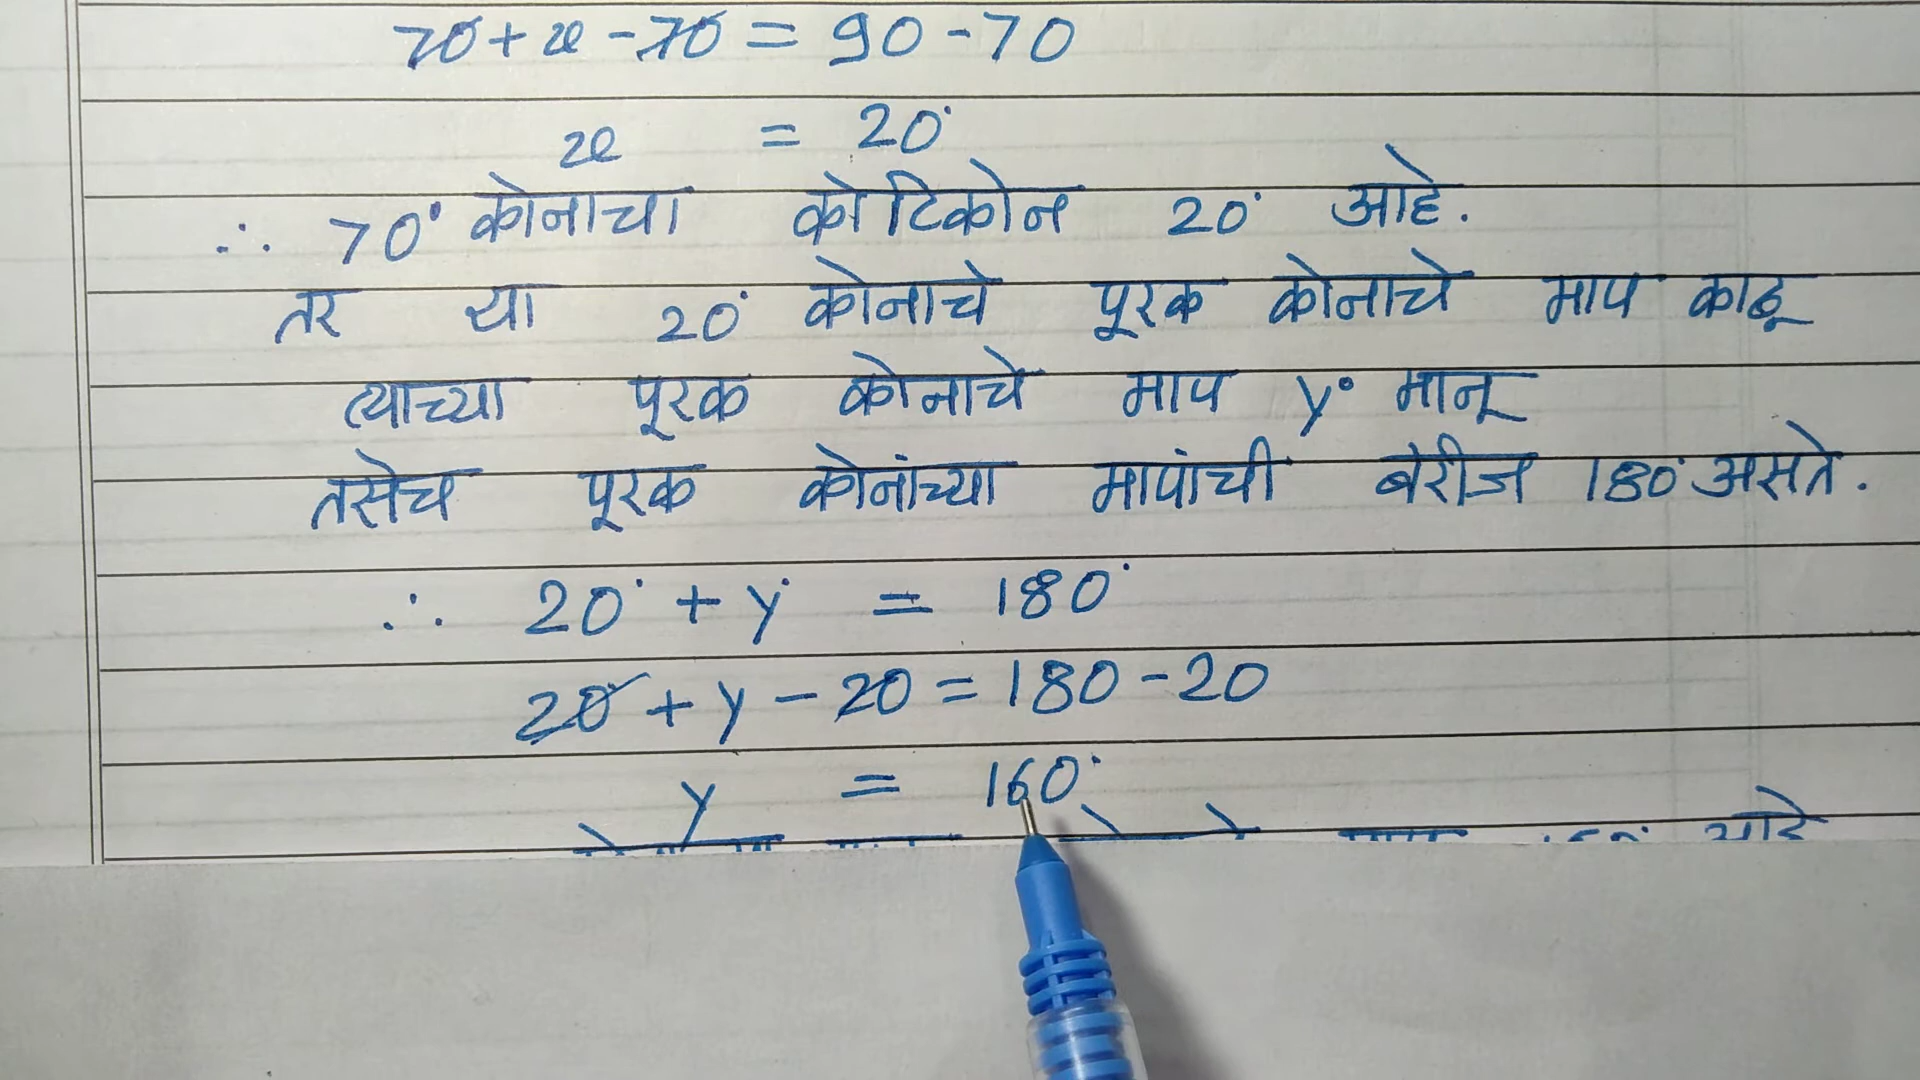 70 + x - 70 = 90 - 70
x = 20°
∴ 70° कोनाचा कोटिकोन 20° आहे.
तर या 20° कोनाचे पूरक कोनाचे माप काढू
त्याच्या पूरक कोनाचे माप y° मानू
तसेच पूरक कोनांच्या मापांची बेरीज 180° असते.
∴ 20° + y° = 180°
20 + y - 20 = 180 - 20
y = 160°
आहे